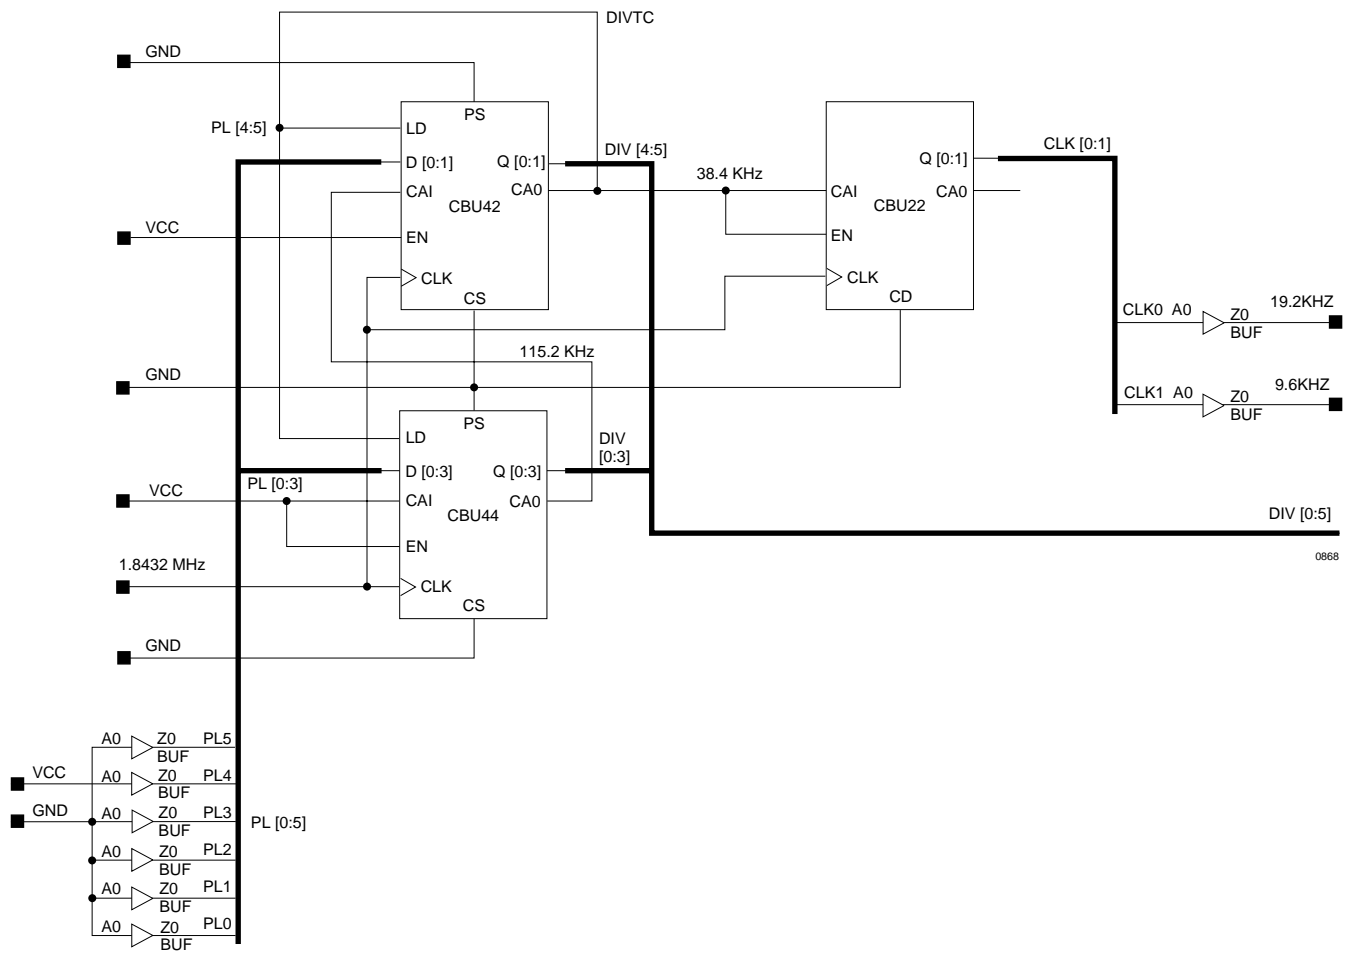 DIVTC
GND
PS
PL [4:5]
LD
D [0:1]
Q [0:1]
DIV [4:5]
CAI
CA0
CBU42
VCC
EN
CLK
CS
38.4 KHz
Q [0:1]
CLK [0:1]
CAI
CA0
CBU22
EN
CLK
CD
CLK0 A0
Z0
BUF
19.2KHZ
115.2 KHz
GND
CLK1 A0
Z0
BUF
9.6KHZ
PS
LD
DIV
[0:3]
D [0:3]
Q [0:3]
PL [0:3]
VCC
CAI
CA0
CBU44
EN
DIV [0:5]
0868
1.8432 MHz
CLK
CS
GND
A0 Z0 PL5
BUF
VCC
A0 Z0 PL4
BUF
GND
A0 Z0 PL3
BUF
PL [0:5]
A0 Z0 PL2
BUF
A0 Z0 PL1
BUF
A0 Z0 PL0
BUF